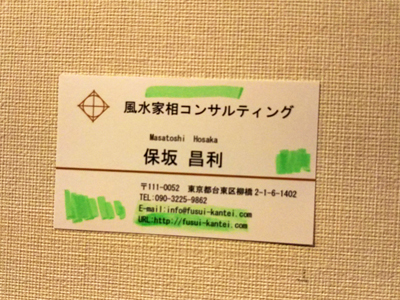 風水家相コンサルティング
Masatoshi Hosaka
保坂 昌利
〒111-0052 東京都台東区柳橋2-1-6-1402
TEL:090-3225-9862
E-mail:info@fusui-kantei.com
URL:http://fusui-kantei.com